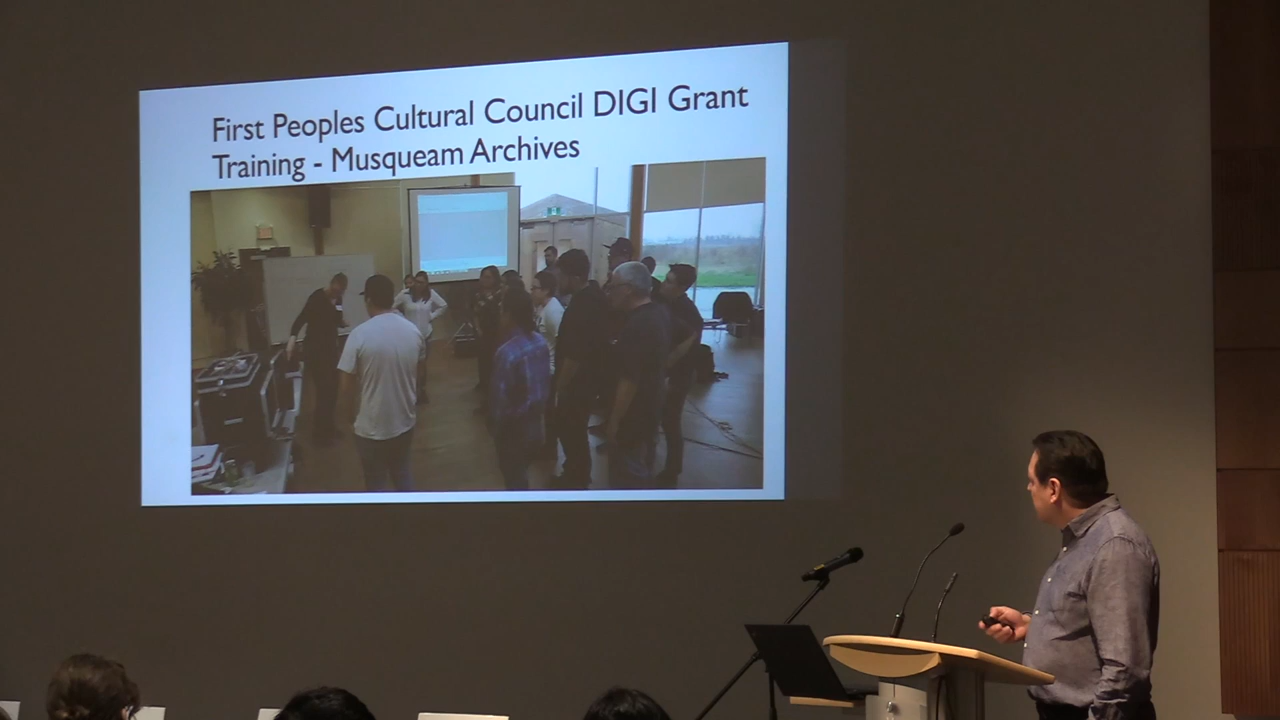 First Peoples Cultural Council DIGI Grant
Training - Musqueam Archives